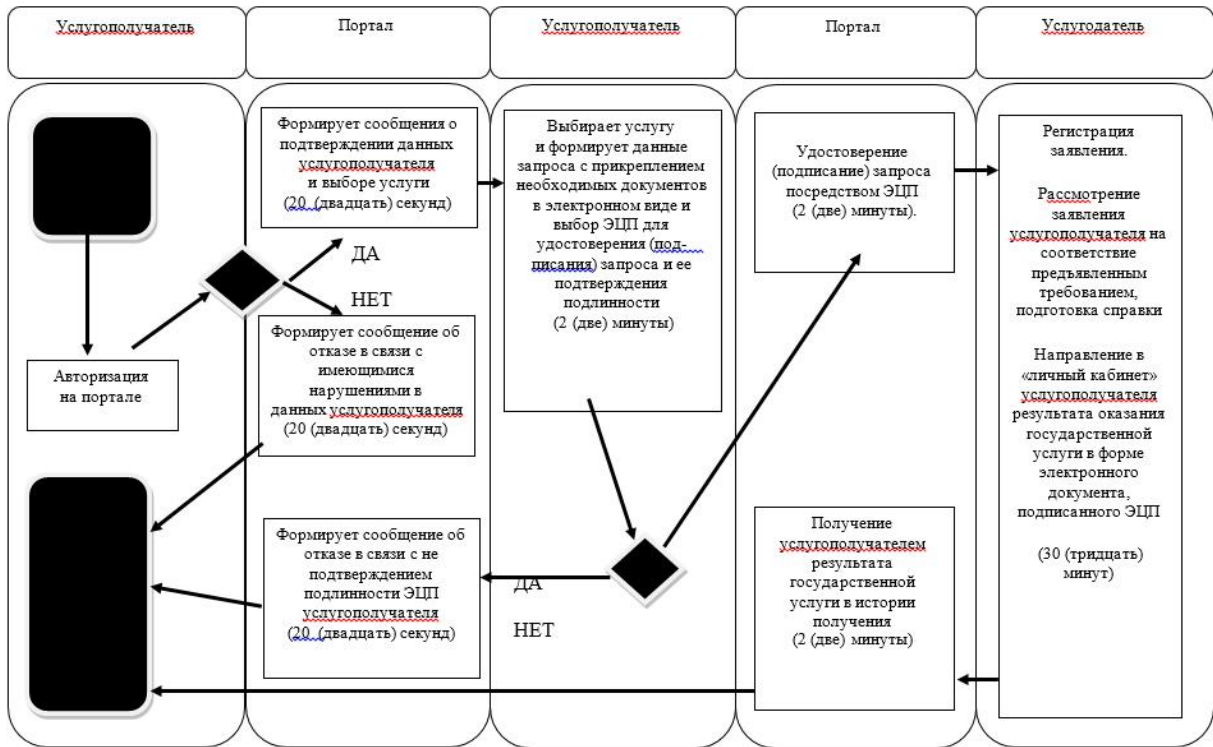 Услугополучатель
Портал
Услугополучатель
Портал
Услугодатель
Авторизация
на портале
Формирует сообщения о
подтверждении данных
услугополучателя
и выборе услуги
(20 (двадцать) секунд)
ДА
НЕТ
Формирует сообщение об
отказе в связи с
имеющимися
нарушениями в
данных услугополучателя
(20 (двадцать) секунд)
Формирует сообщение об
отказе в связи с не
подтверждением
подлинности ЭЦП
услугополучателя
(20 (двадцать) секунд)
Выбирает услугу
и формирует данные
запроса с прикреплением
необходимых документов
в электронном виде и
выбор ЭЦП для
удостоверения (под-
писания) запроса и ее
подтверждения
подлинности
(2 (две) минуты)
ДА
НЕТ
Удостоверение
(подписание) запроса
посредством ЭЦП
(2 (две) минуты).
Получение
услугополучателем
результата
государственной
услуги в истории
получения
(2 (две) минуты)
Регистрация
заявления.
Рассмотрение
заявления
услугополучателя на
соответствие
предъявленным
требованием,
подготовка справки
Направление в
«личный кабинет»
услугополучателя
результата оказания
государственной
услуги в форме
электронного
документа,
подписанного ЭЦП
(30 (тридцать)
минут)